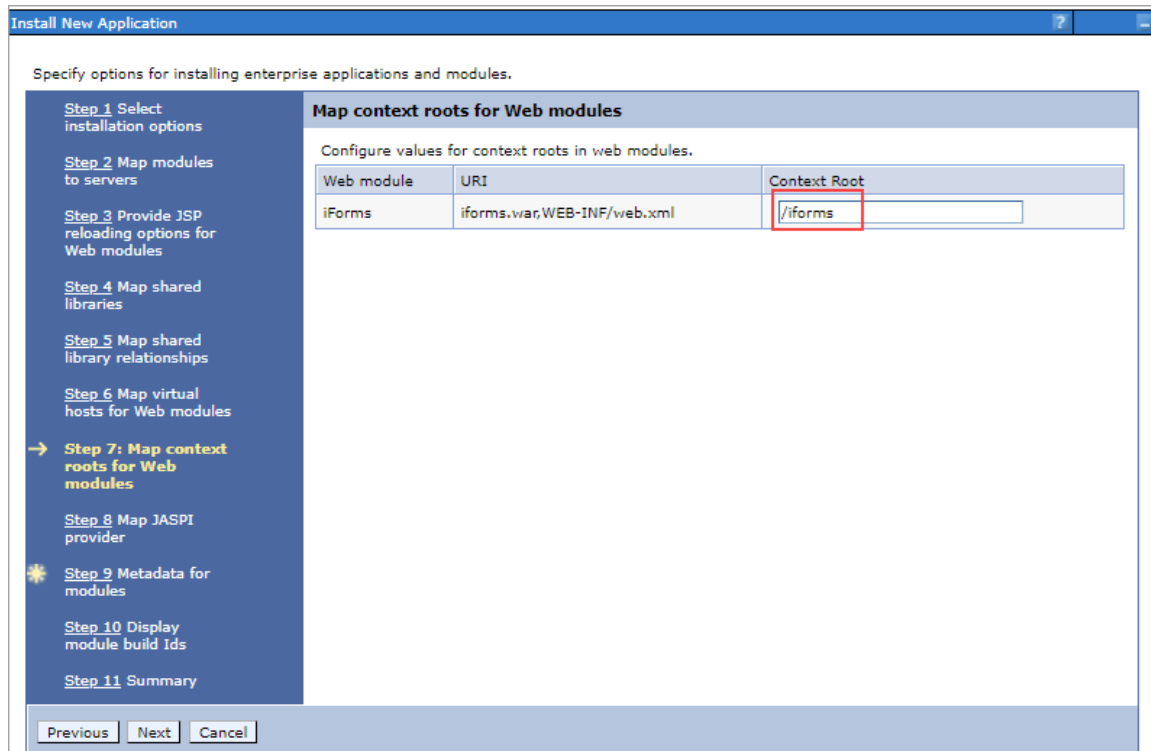 Install New Application
?
Specify options for installing enterprise applications and modules.
Step 1 Select
installation options
Step 2 Map modules
to servers
Step 3 Provide JSP
reloading options for
Web modules
Step 4 Map shared
libraries
Step 5 Map shared
library relationships
Step 6 Map virtual
hosts for Web modules
Step 7: Map context
roots for Web
modules
Step 8 Map JASPI
provider
Step 9 Metadata for
modules
Step 10 Display
module build Ids
Step 11 Summary
Map context roots for Web modules
Configure values for context roots in web modules.
Web module URI Context Root
iForms iforms.war,WEB-INF/web.xml /iforms
Previous Next Cancel